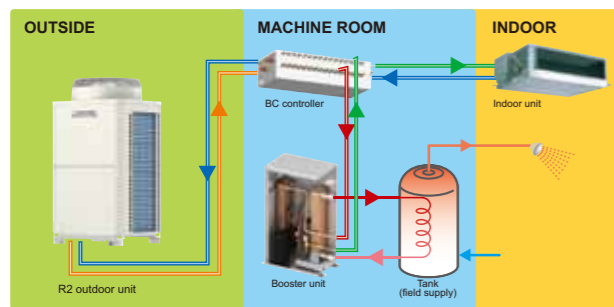 OUTSIDE
MACHINE ROOM
INDOOR
BC controller
Indoor unit
R2 outdoor unit
Booster unit
Tank
(field supply)